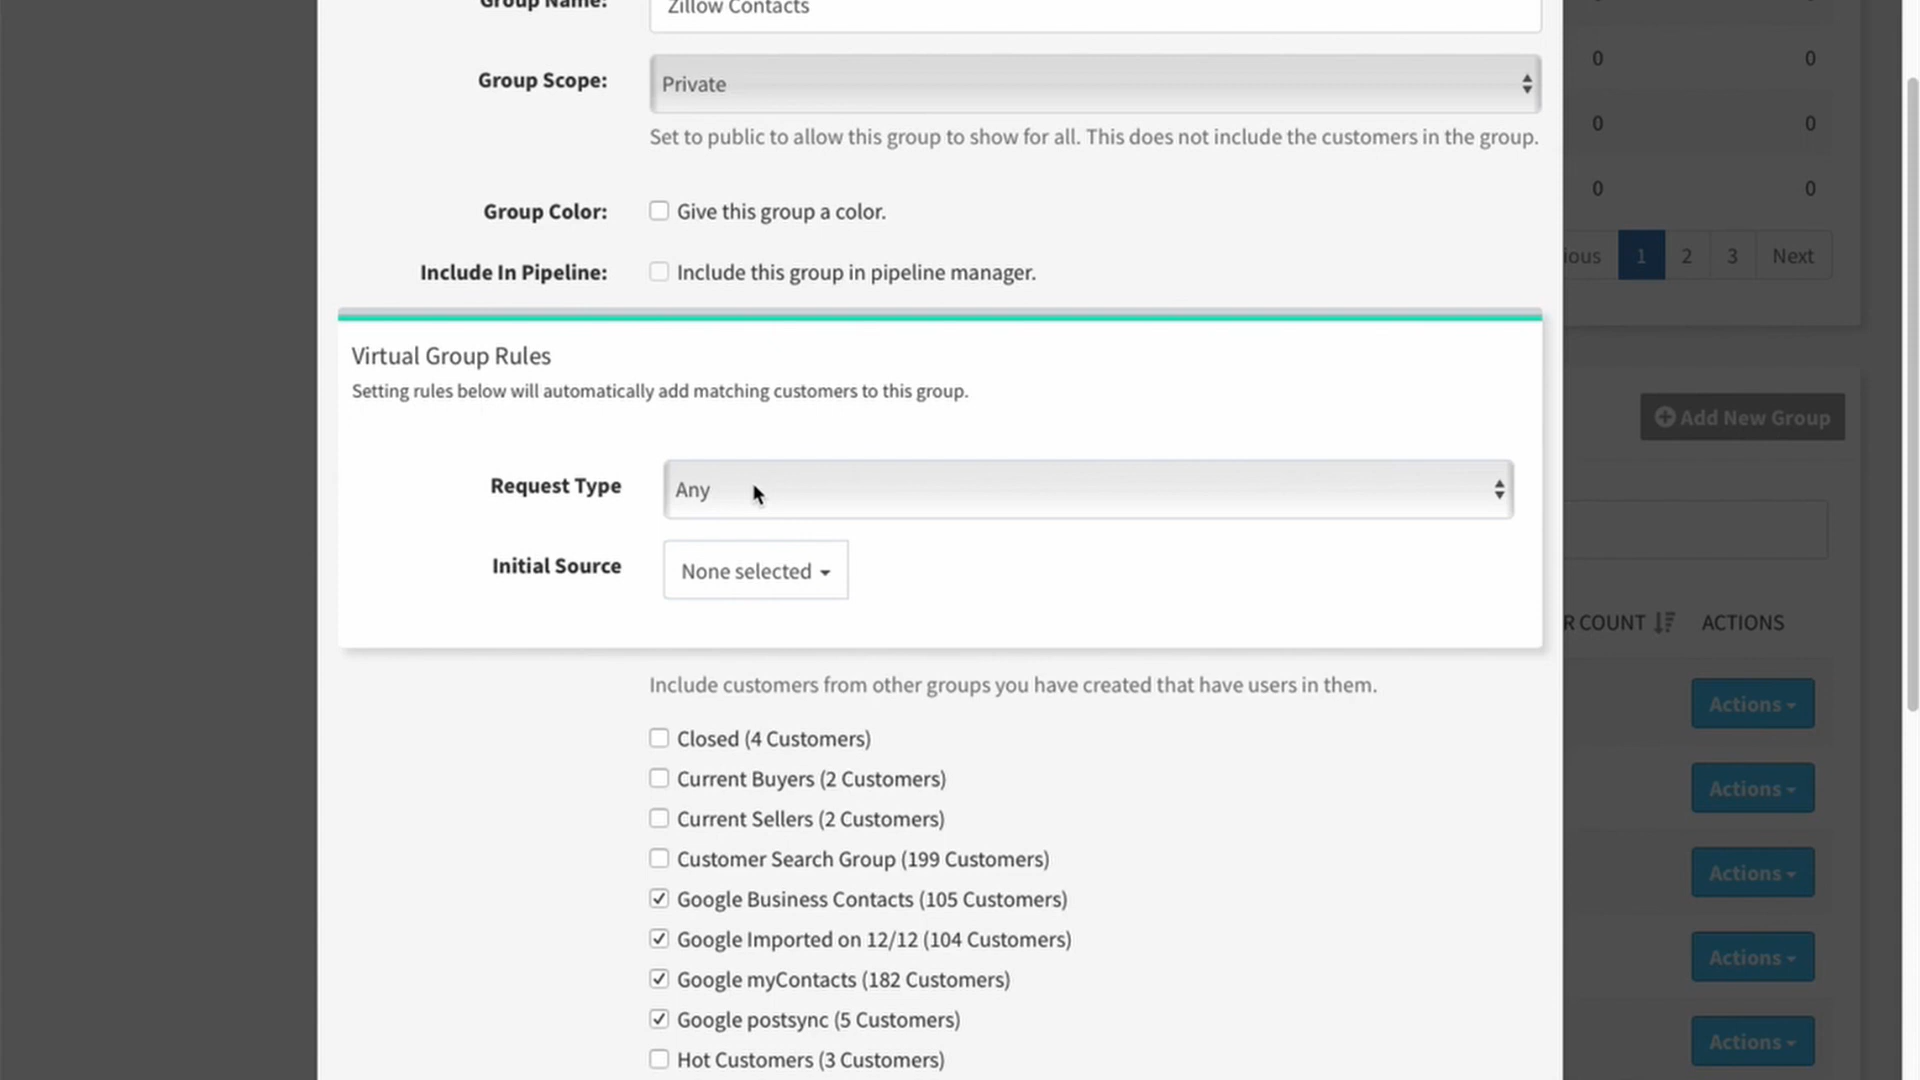 Group Name:
Zillow Contacts
Group Scope:
Private
Set to public to allow this group to show for all. This does not include the customers in the group.
Group Color:
Give this group a color.
Include In Pipeline:
Include this group in pipeline manager.
Virtual Group Rules
Setting rules below will automatically add matching customers to this group.
Request Type
Any
Initial Source
None selected
Include customers from other groups you have created that have users in them.
Closed (4 Customers)
Current Buyers (2 Customers)
Current Sellers (2 Customers)
Customer Search Group (199 Customers)
Google Business Contacts (105 Customers)
Google Imported on 12/12 (104 Customers)
Google myContacts (182 Customers)
Google postsync (5 Customers)
Hot Customers (3 Customers)
0 0
0 0
0 0
ious 1 2 3 Next
Add New Group
R COUNT ACTIONS
Actions
Actions
Actions
Actions
Actions